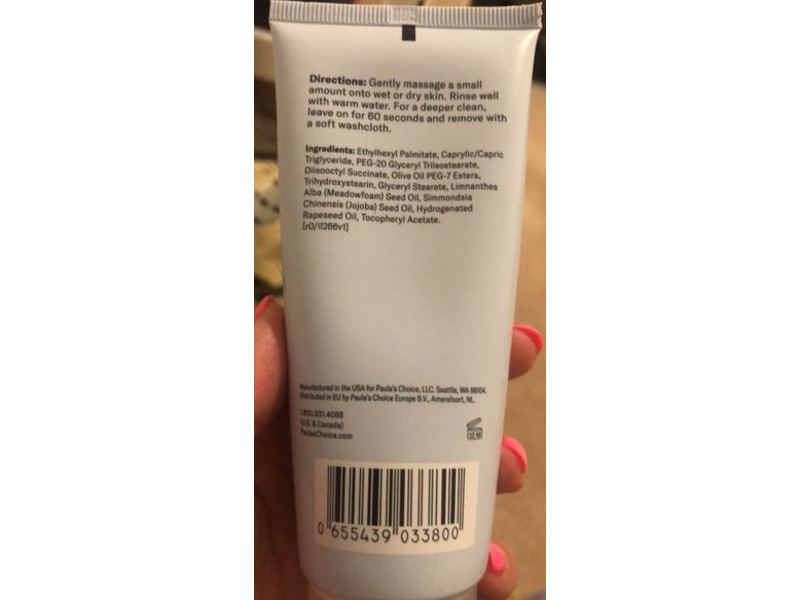 Directions: Gently massage a small
amount onto wet or dry skin. Rinse well
with warm water. For a deeper clean,
leave on for 60 seconds and remove with
a soft washcloth.
Ingredients: Ethylhexyl Palmitate, Caprylic/Capric
Triglyceride, PEG-20 Glyceryl Triisostearate,
Diisooctyl Succinate, Olive Oil PEG-7 Esters,
Trihydroxystearin, Glyceryl Stearate, Limnanthes
Alba (Meadowfoam) Seed Oil, Simmondsia
Chinensis (Jojoba) Seed Oil, Hydrogenated
Rapeseed Oil, Tocopheryl Acetate.
[r0/il266v1]
Manufactured in the USA for Paula's Choice, LLC. Seattle, WA 98104.
Distributed in EU by Paula's Choice Europe B.V., Amersfoort, NL.
1.800.831.4088
(U.S. & Canada)
PaulasChoice.com
12 M
0 655439 033800